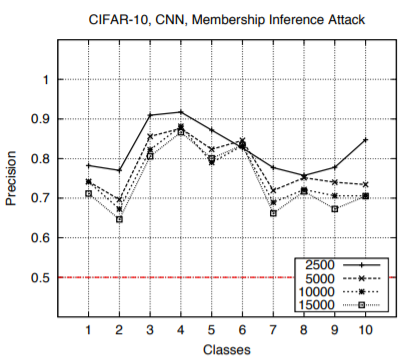 CIFAR-10, CNN, Membership Inference Attack
Precision
1
0.9
0.8
0.7
0.6
0.5
2500
5000
10000
15000
1 2 3 4 5 6 7 8 9 10
Classes